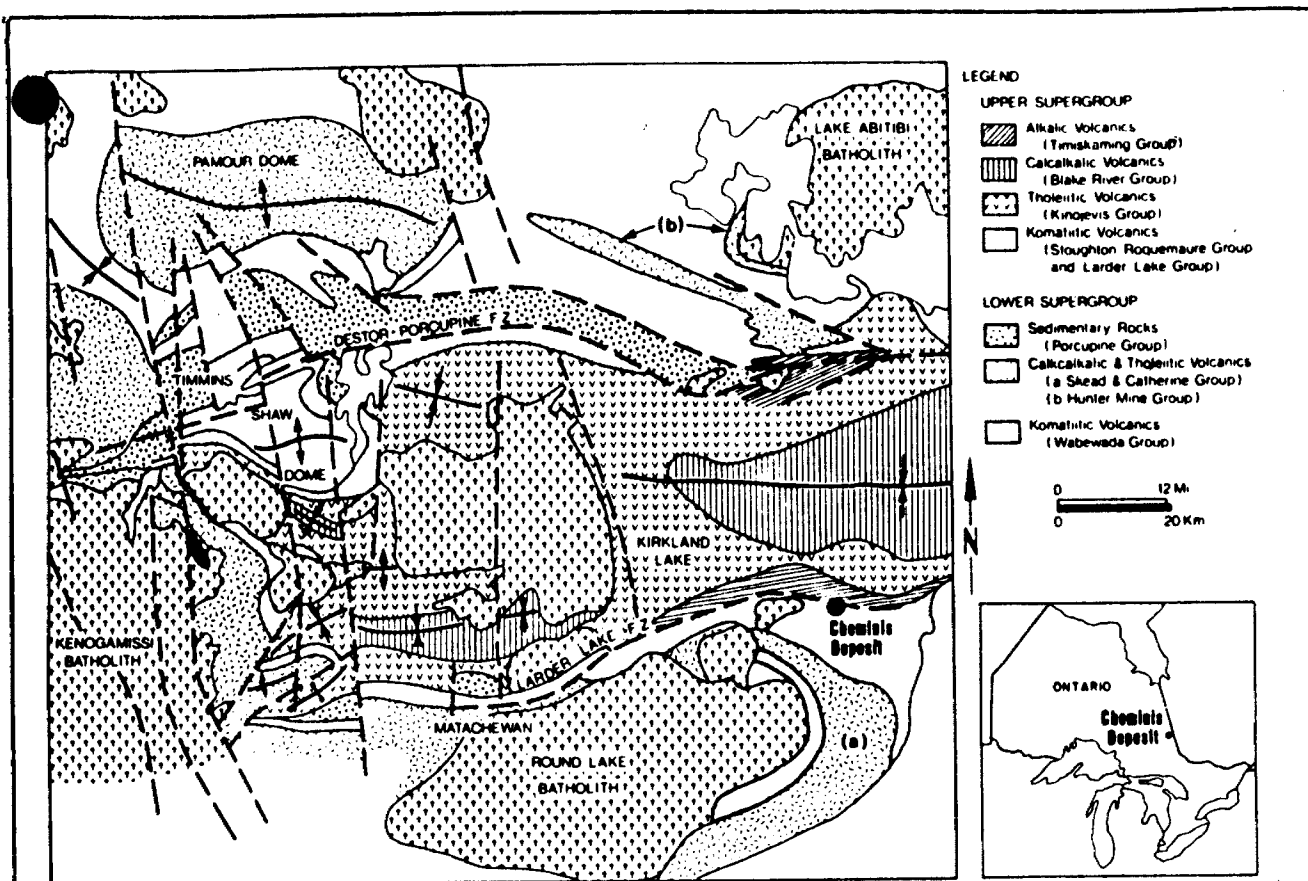 PAMOUR DOME
LAKE ABITIBI
BATHOLITH
(b)
DESTOR PORCUPINE F Z
TIMMINS
SHAW
DOME
KIRKLAND
LAKE
KENOGAMISSI
BATHOLITH
LARDER LAKE F Z
Cheminis
Deposit
MATACHEWAN
ROUND LAKE
BATHOLITH
(a)
LEGEND
UPPER SUPERGROUP
Alkalic Volcanics
(Timiskaming Group)
Calcalkalic Volcanics
(Blake River Group)
Tholeiitic Volcanics
(Kinojevis Group)
Komatiitic Volcanics
(Stoughton Roquemaure Group
and Larder Lake Group)
LOWER SUPERGROUP
Sedimentary Rocks
(Porcupine Group)
Calkcalkalic & Tholeiitic Volcanics
(a Skead & Catherine Group)
(b Hunter Mine Group)
Komatiitic Volcanics
(Wabewada Group)
0 12 Mi
0 20 Km
N
ONTARIO
Cheminis
Deposit